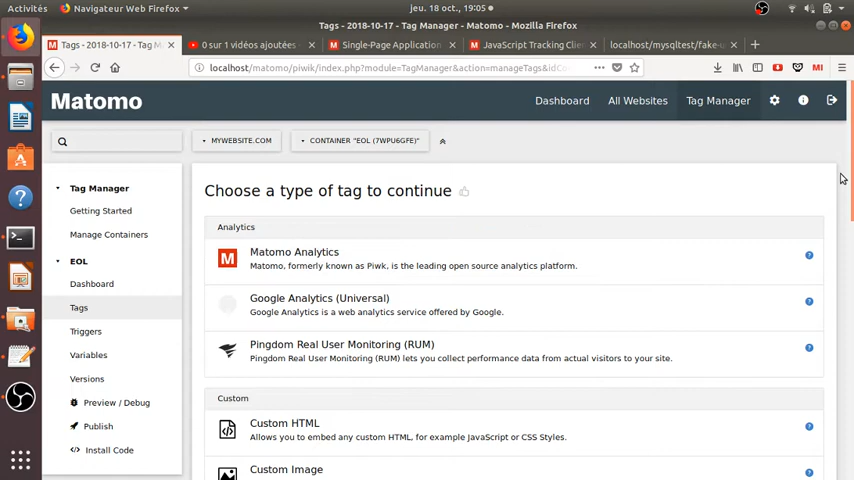 Activités
Navigateur Web Firefox
jeu. 18 oct., 19:05
Tags - 2018-10-17 - Tag Manager - Matomo - Mozilla Firefox
Tags - 2018-10-17 - Tag M
0 sur 1 vidéos ajoutées
Single-Page Application
JavaScript Tracking Clie
localhost/mysqltest/fake-
localhost/matomo/piwik/index.php?module=TagManager&action=manageTags&idCo
Matomo
Dashboard
All Websites
Tag Manager
MYWEBSITE.COM
CONTAINER "EOL (7WPU6GFE)"
Tag Manager
Getting Started
Manage Containers
EOL
Dashboard
Tags
Triggers
Variables
Versions
Preview / Debug
Publish
Install Code
Choose a type of tag to continue
Analytics
Matomo Analytics
Matomo, formerly known as Piwk, is the leading open source analytics platform.
Google Analytics (Universal)
Google Analytics is a web analytics service offered by Google.
Pingdom Real User Monitoring (RUM)
Pingdom Real User Monitoring (RUM) lets you collect performance data from actual visitors to your site.
Custom
Custom HTML
Allows you to embed any custom HTML, for example JavaScript or CSS Styles.
Custom Image